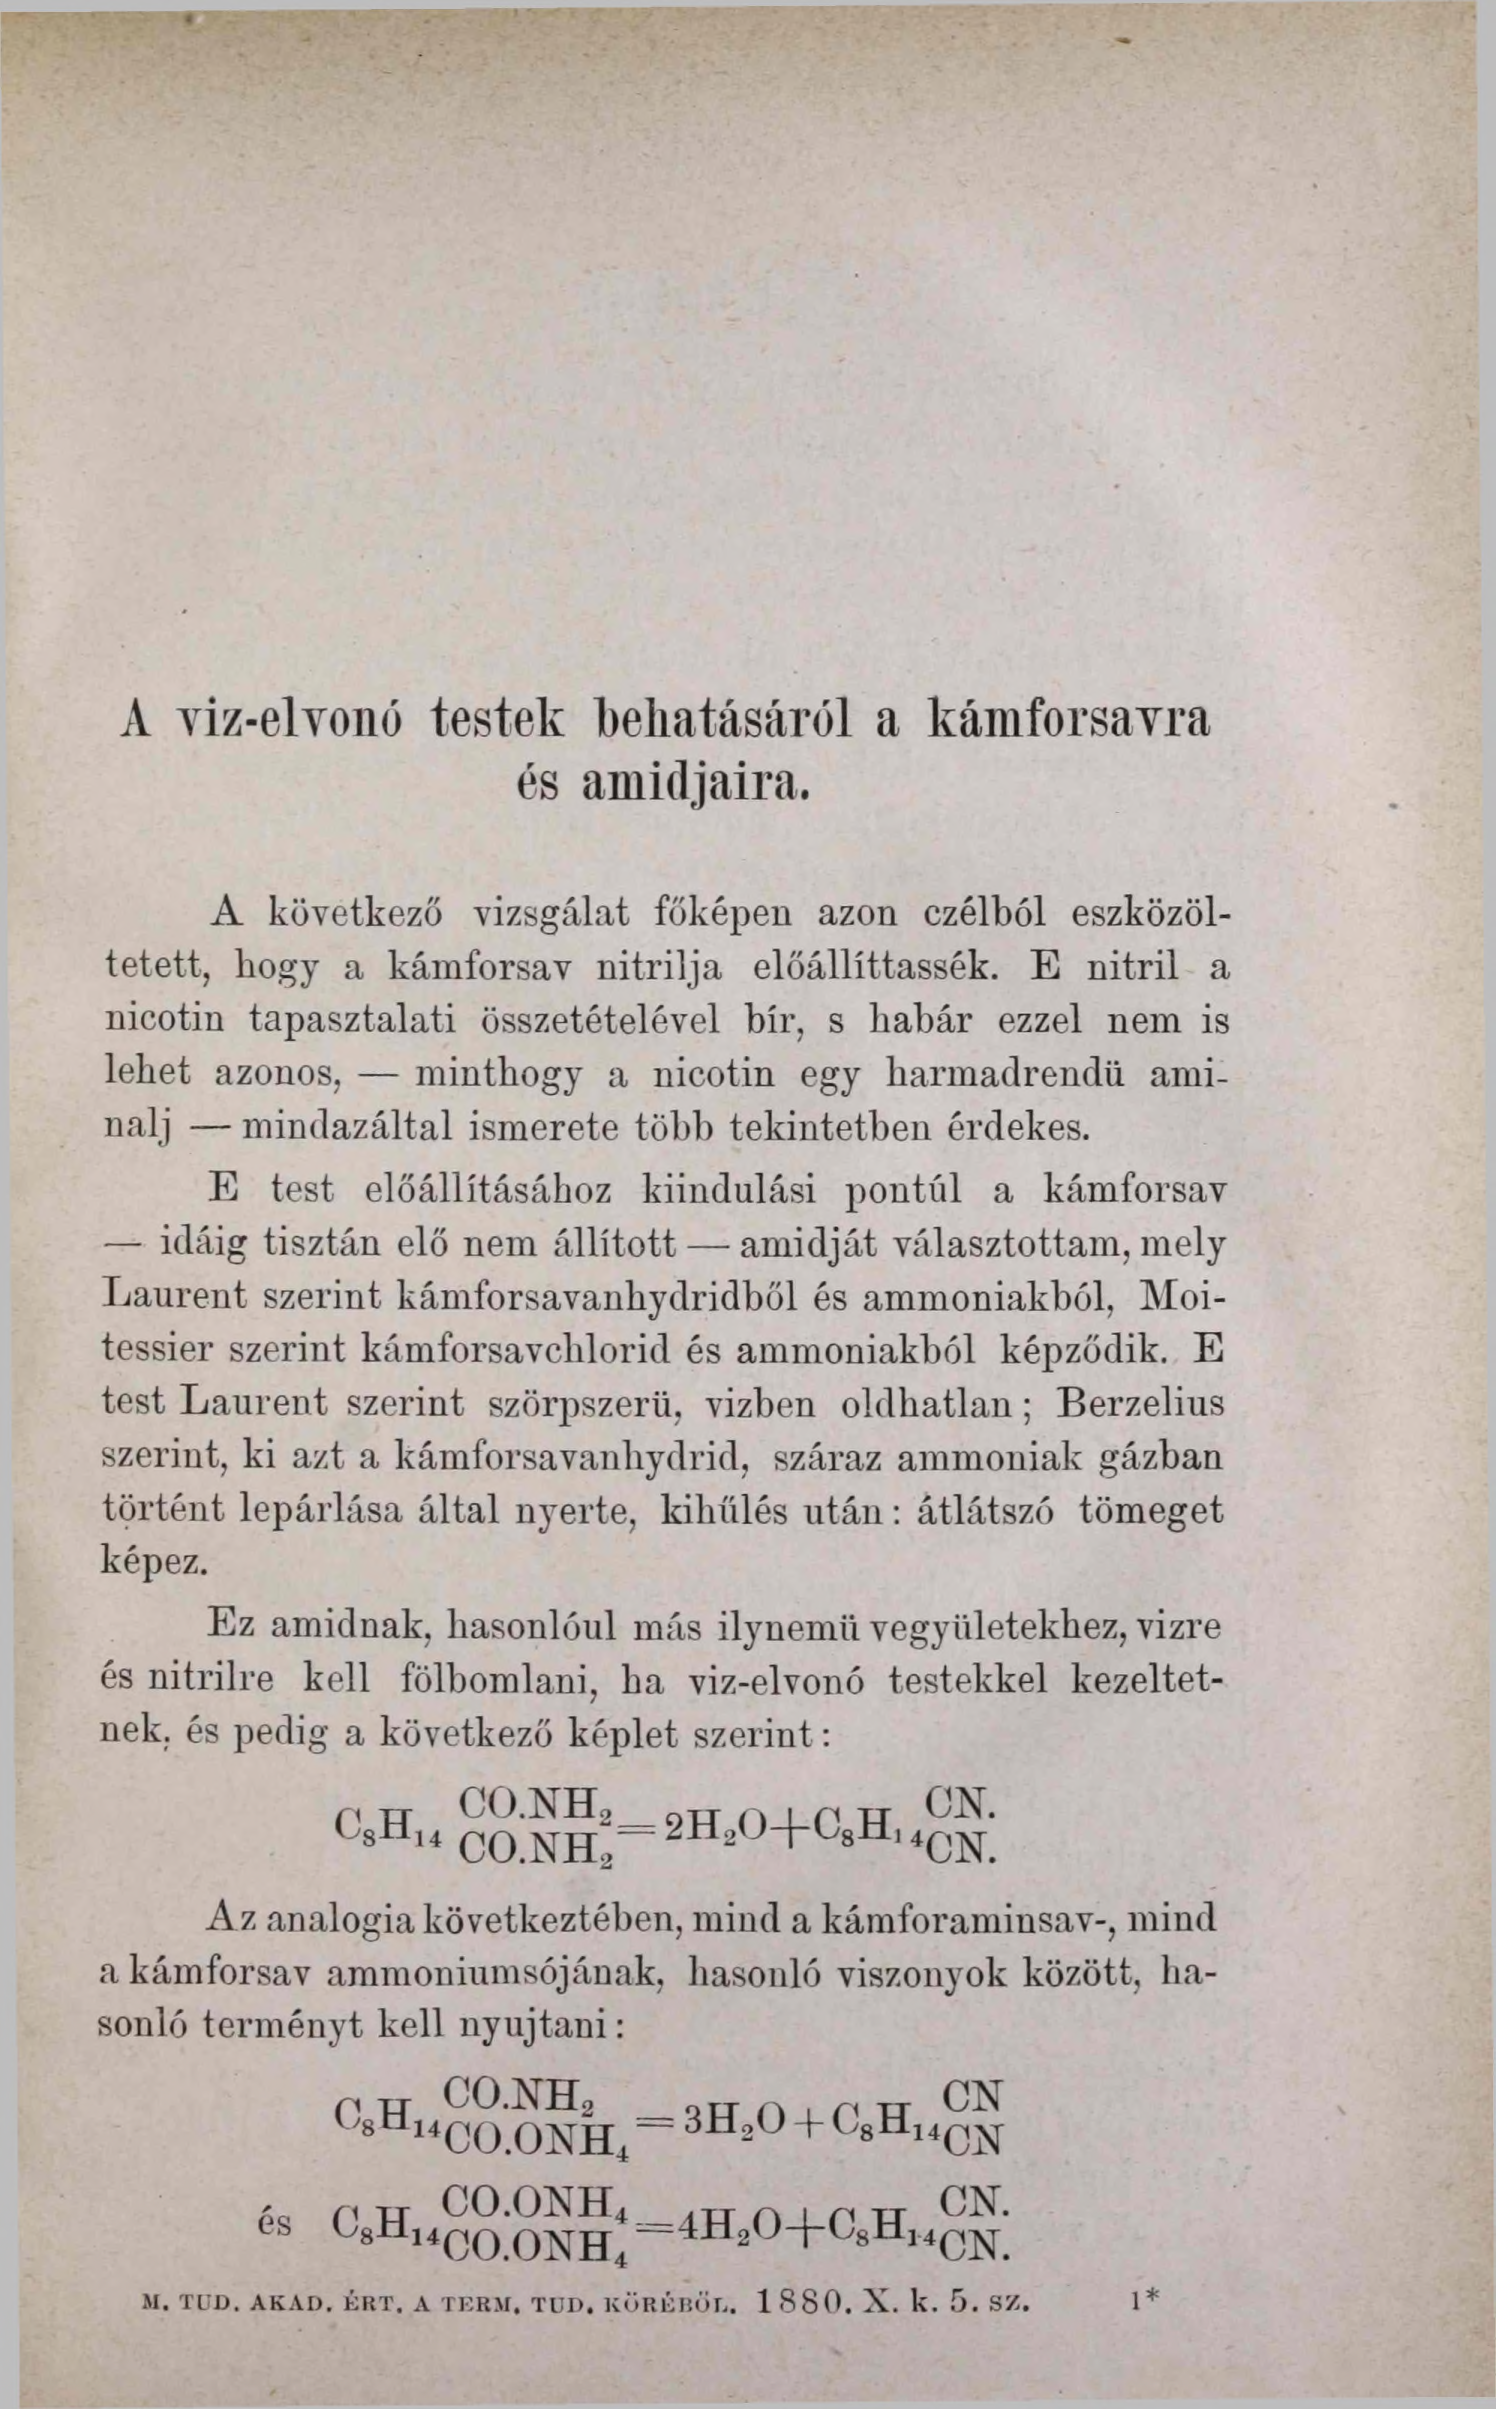 A viz-elvonó testek behatásáról a kámforsavra
és amidjaira.
A következő vizsgálat főképen azon czélból eszközöl-
tetett, hogy a kámforsav nitrilja előállíttassék. E nitril a
nicotin tapasztalati összetételével bír, s habár ezzel nem is
lehet azonos, — minthogy a nicotin egy harmadrendü ami-
nalj — mindazáltal ismerete több tekintetben érdekes.
E test előállításához kiindulási pontúl a kámforsav
— idáig tisztán elő nem állított — amidját választottam, mely
Laurent szerint kámforsavanhydridből és ammoniakból, Moi-
tessier szerint kámforsavchlorid és ammoniakból képződik. E
test Laurent szerint szörpszerü, vizben oldhatlan; Berzelius
szerint, ki azt a kámforsavanhydrid, száraz ammoniak gázban
történt lepárlása által nyerte, kihűlés után: átlátszó tömeget
képez.
Ez amidnak, hasonlóul más ilynemü vegyületekhez, vizre
és nitrilre kell fölbomlani, ha viz-elvonó testekkel kezeltet-
nek, és pedig a következő képlet szerint:
C₈H₁₄ CO.NH₂ CO.NH₂ = 2H₂O+C₈H₁₄ CN. CN.
Az analogia következtében, mind a kámforaminsav-, mind
a kámforsav ammoniumsójának, hasonló viszonyok között, ha-
sonló terményt kell nyujtani:
C₈H₁₄ CO.NH₂ CO.ONH₄ = 3H₂O+C₈H₁₄ CN CN
és C₈H₁₄ CO.ONH₄ CO.ONH₄ = 4H₂O+C₈H₁₄ CN. CN.
M. TUD. AKAD. ÉRT. A TERM. TUD. KÖRÉBÖL. 1880. X. k. 5. sz. 1*